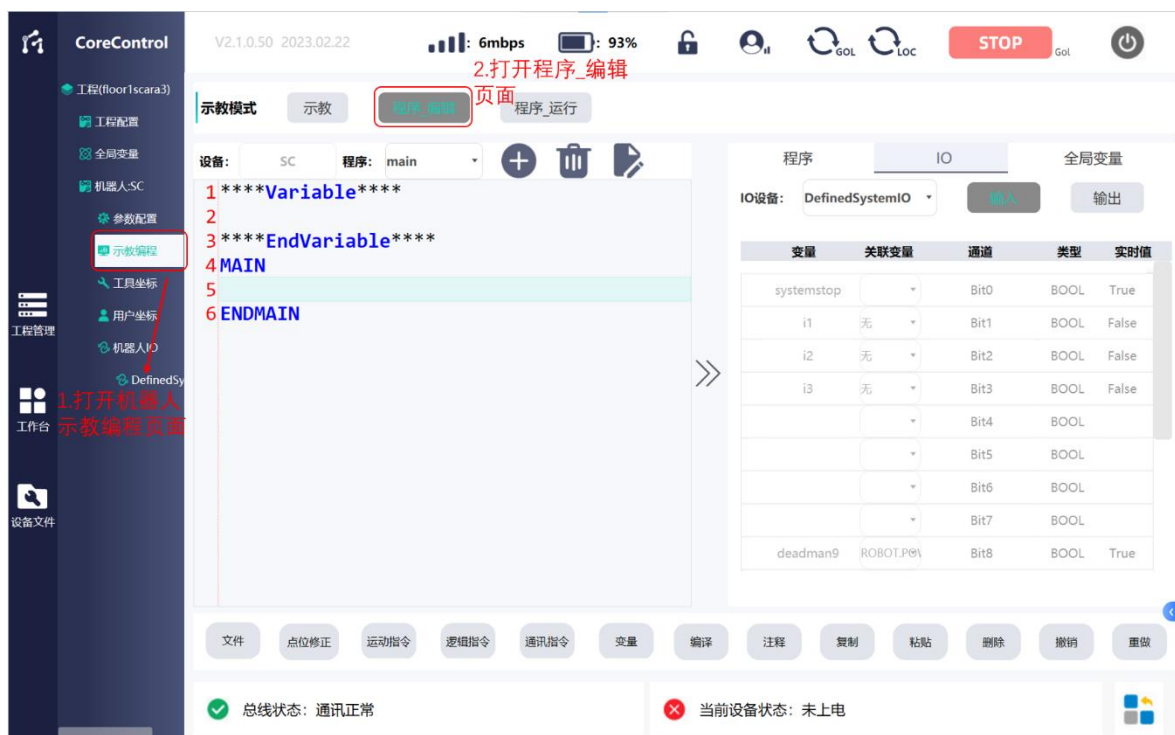 CoreControl
V2.1.0.50 2023.02.22
: 6mbps
: 93%
GOL
LOC
STOP
Gol
2.打开程序_编辑
页面
工程(floor1scara3)
工程配置
全局变量
机器人:SC
参数配置
示教编程
工具坐标
用户坐标
机器人IO
DefinedSy
1.打开机器人
示教编程页面
工程管理
工作台
设备文件
示教模式
示教
程序_编辑
程序_运行
设备: SC 程序: main
1 ****Variable****
2
3 ****EndVariable****
4 MAIN
5
6 ENDMAIN
程序 IO 全局变量
IO设备: DefinedSystemIO 输入 输出
变量 关联变量 通道 类型 实时值
systemstop Bit0 BOOL True
i1 无 Bit1 BOOL False
i2 无 Bit2 BOOL False
i3 无 Bit3 BOOL False
Bit4 BOOL
Bit5 BOOL
Bit6 BOOL
Bit7 BOOL
deadman9 Bit8 BOOL True
文件 点位修正 运动指令 逻辑指令 通讯指令 变量 编译 注释 复制 粘贴 删除 撤销 重做
总线状态: 通讯正常
当前设备状态: 未上电